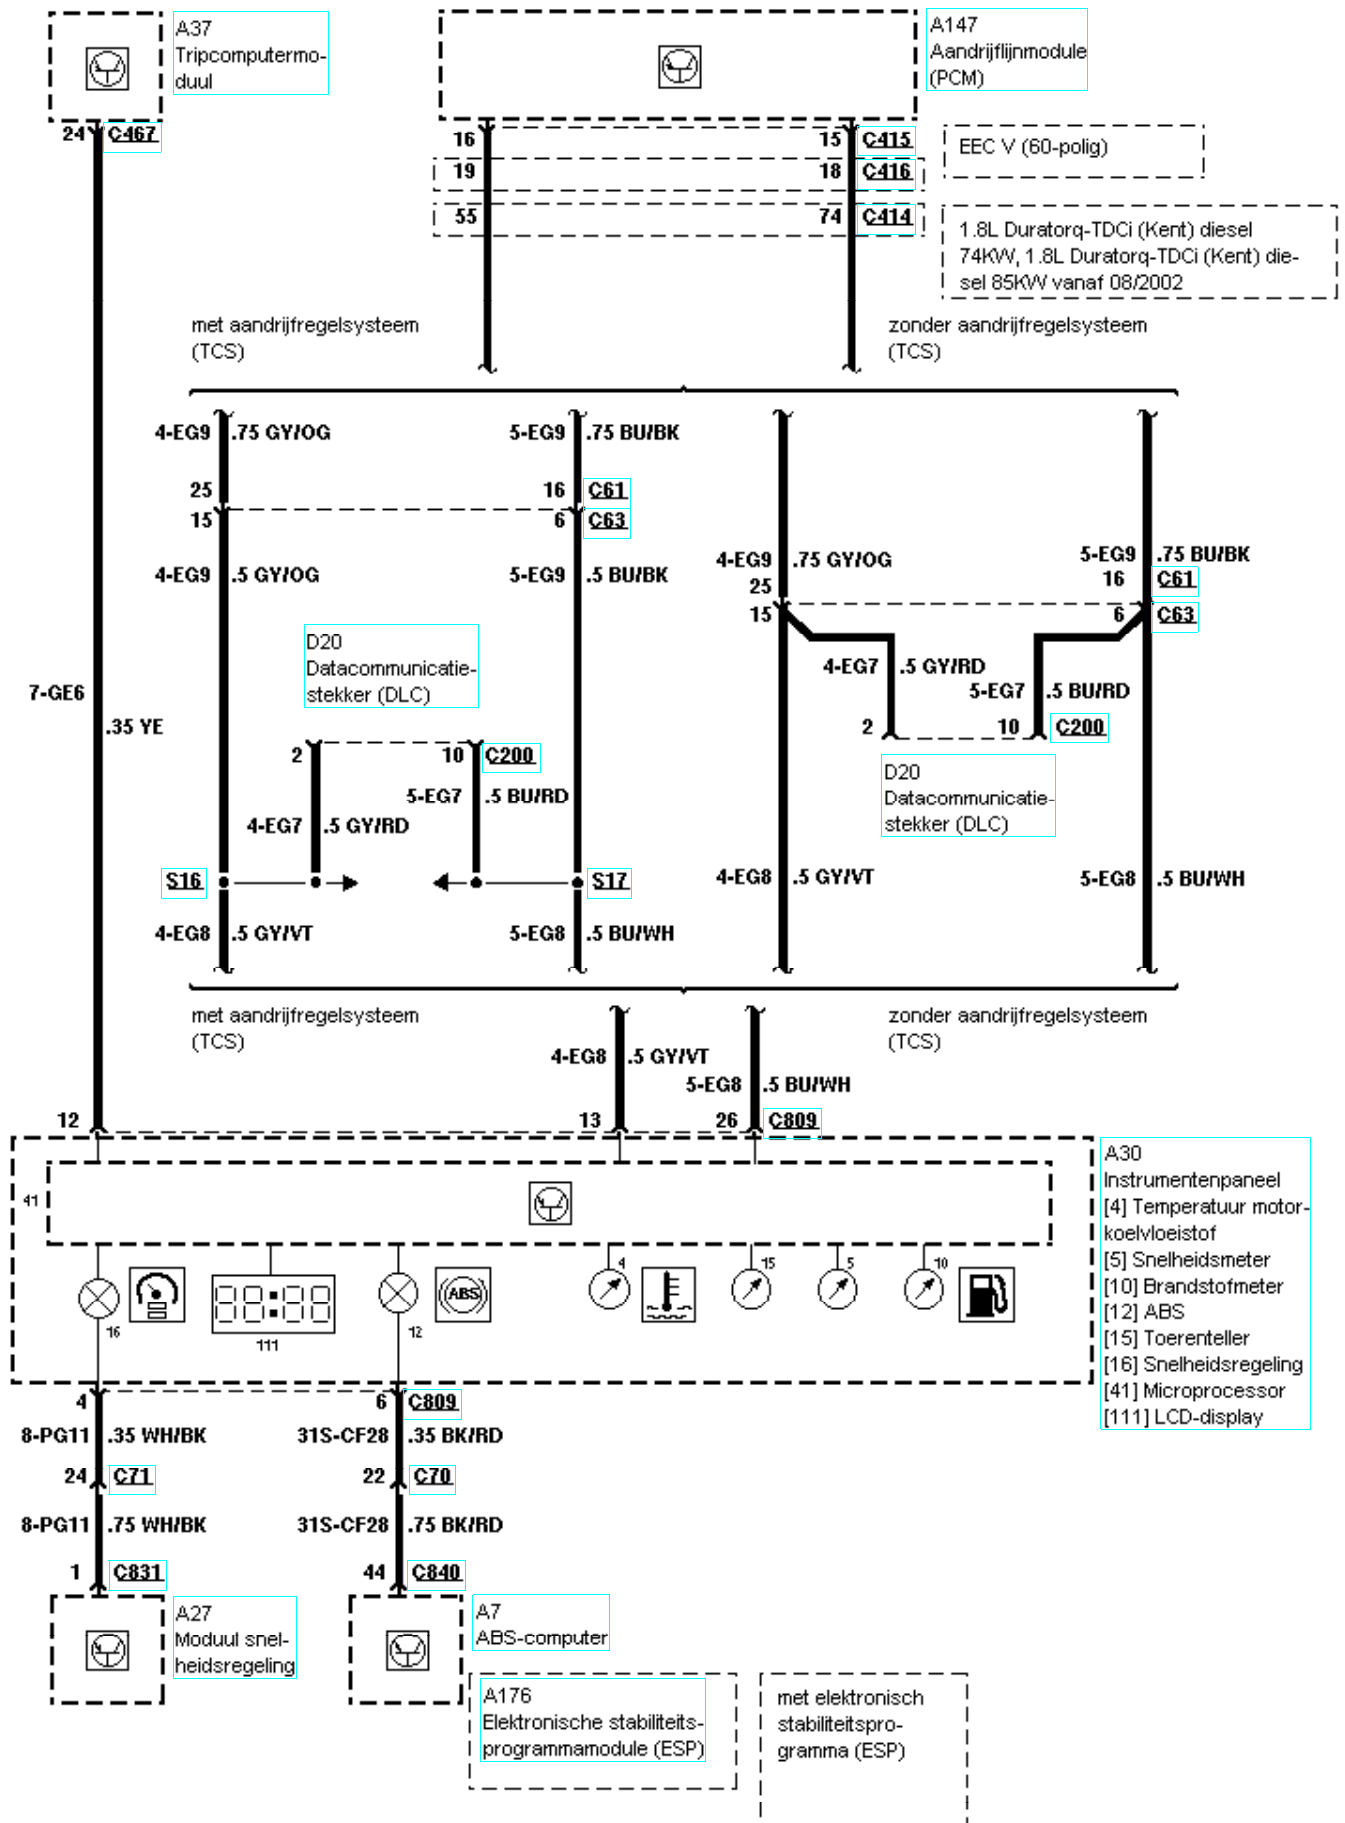 A37
Tripcomputermo-
duul
A147
Aandrijflijnmodule
(PCM)
24 C467
16 15 C415
EEC V (60-polig)
19 18 C416
55 74 C414
1.8L Duratorq-TDCi (Kent) diesel
74KW, 1.8L Duratorq-TDCi (Kent) die-
sel 85KW vanaf 08/2002
met aandrijfregelsysteem
(TCS)
zonder aandrijfregelsysteem
(TCS)
4-EG9 .75 GY/OG
5-EG9 .75 BU/BK
25 16 C61
15 6 C63
4-EG9 .5 GY/OG
5-EG9 .5 BU/BK
4-EG9 .75 GY/OG
5-EG9 .75 BU/BK
25 16 C61
15 6 C63
D20
Datacommunicatie-
stekker (DLC)
4-EG7 .5 GY/RD
5-EG7 .5 BU/RD
2 10 C200
7-GE6
.35 YE
2 10 C200
5-EG7 .5 BU/RD
4-EG7 .5 GY/RD
D20
Datacommunicatie-
stekker (DLC)
S16 S17
4-EG8 .5 GY/VT
5-EG8 .5 BU/WH
4-EG8 .5 GY/VT
5-EG8 .5 BU/WH
met aandrijfregelsysteem
(TCS)
zonder aandrijfregelsysteem
(TCS)
4-EG8 .5 GY/VT
5-EG8 .5 BU/WH
12 13 26 C809
41
A30
Instrumentenpaneel
[4] Temperatuur motor-
koelvloeistof
[5] Snelheidsmeter
[10] Brandstofmeter
[12] ABS
[15] Toerenteller
[16] Snelheidsregeling
[41] Microprocessor
[111] LCD-display
4 15 5 10
88:88
ABS
16 111 12
4 6 C809
8-PG11 .35 WH/BK
31S-CF28 .35 BK/RD
24 C71
22 C70
8-PG11 .75 WH/BK
31S-CF28 .75 BK/RD
1 C831
44 C840
A27
Moduul snel-
heidsregeling
A7
ABS-computer
A176
Elektronische stabiliteits-
programmamodule (ESP)
met elektronisch
stabiliteitspro-
gramma (ESP)